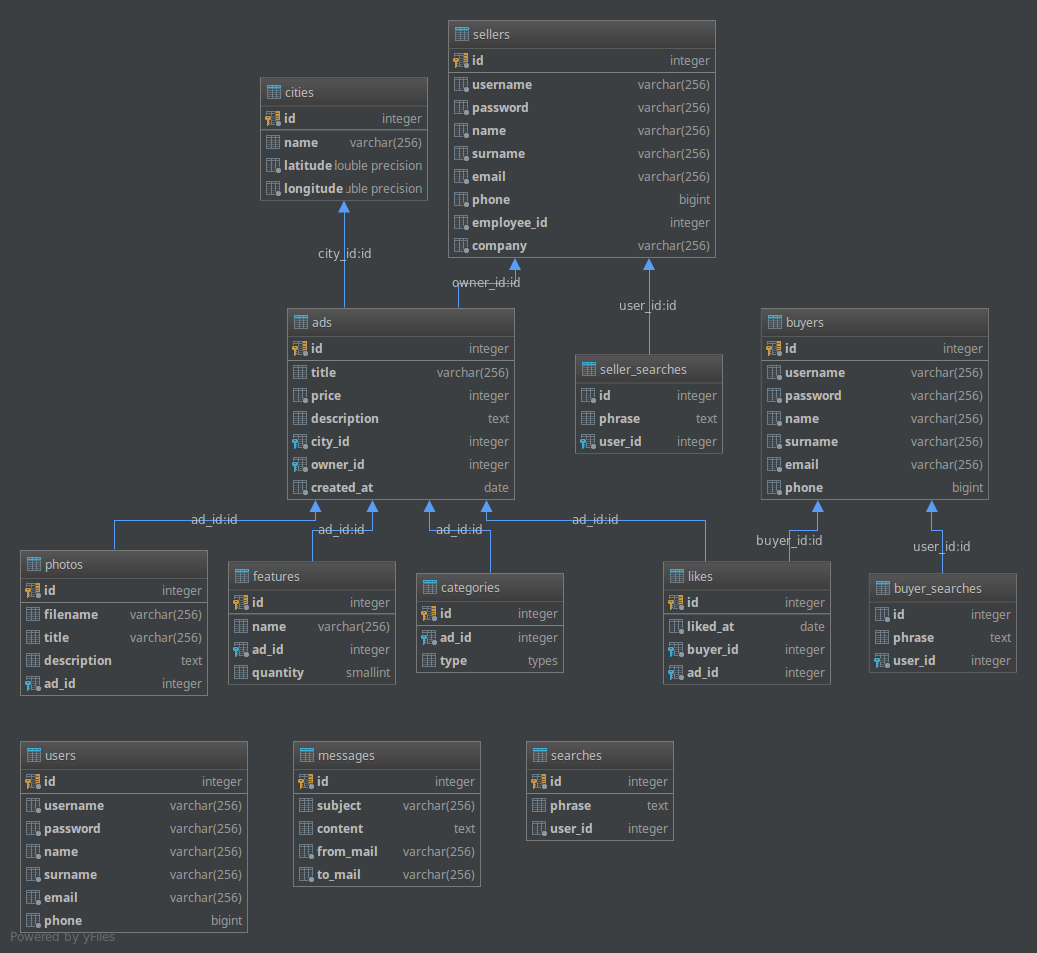 sellers
id integer
username varchar(256)
password varchar(256)
name varchar(256)
surname varchar(256)
email varchar(256)
phone bigint
employee_id integer
company varchar(256)
cities
id integer
name varchar(256)
latitude louble precision
longitude uble precision
city_id:id
owner_id:id
user_id:id
ads
id integer
title varchar(256)
price integer
description text
city_id integer
owner_id integer
created_at date
seller_searches
id integer
phrase text
user_id integer
buyers
id integer
username varchar(256)
password varchar(256)
name varchar(256)
surname varchar(256)
email varchar(256)
phone bigint
ad_id:id
ad_id:id
ad_id:id
ad_id:id
buyer_id:id
user_id:id
photos
id integer
filename varchar(256)
title varchar(256)
description text
ad_id integer
features
id integer
name varchar(256)
ad_id integer
quantity smallint
categories
id integer
ad_id integer
type types
likes
id integer
liked_at date
buyer_id integer
ad_id integer
buyer_searches
id integer
phrase text
user_id integer
users
id integer
username varchar(256)
password varchar(256)
name varchar(256)
surname varchar(256)
email varchar(256)
phone bigint
messages
id integer
subject varchar(256)
content text
from_mail varchar(256)
to_mail varchar(256)
searches
id integer
phrase text
user_id integer
Powered by yFiles